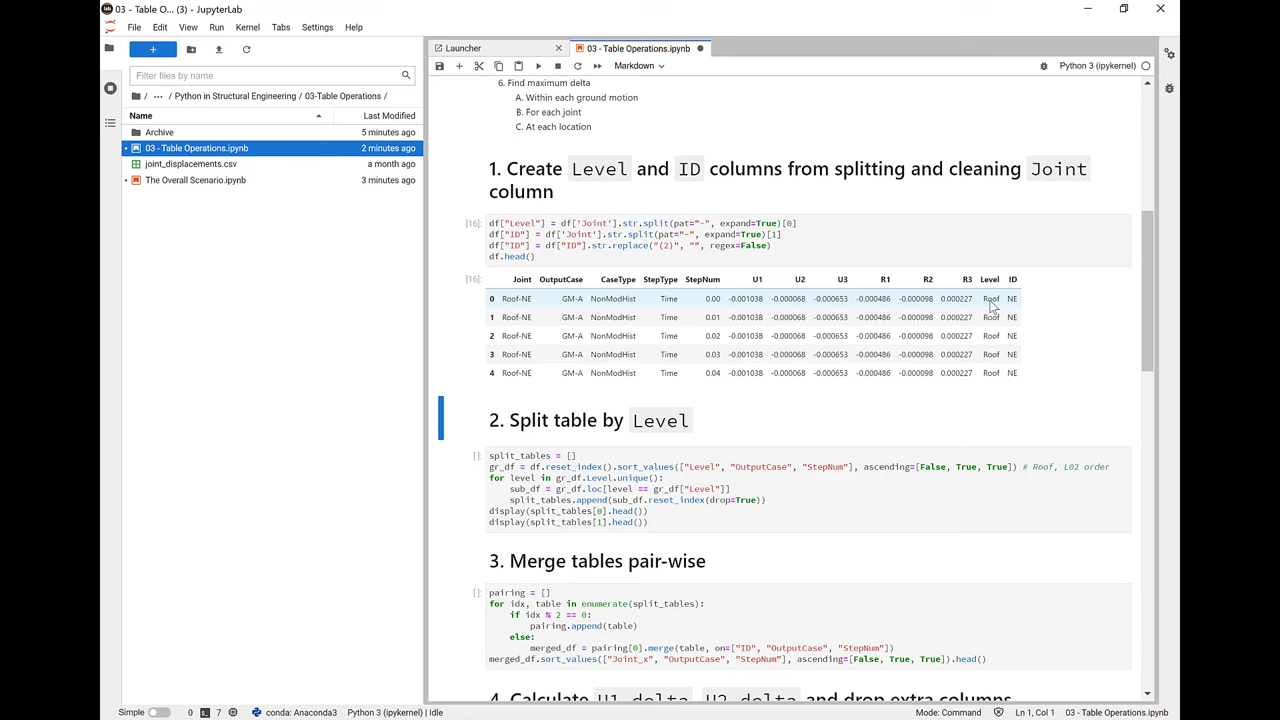 03 - Table O... (3) - JupyterLab
File Edit View Run Kernel Tabs Settings Help
Filter files by name
/ ··· / Python in Structural Engineering / 03-Table Operations /
Name Last Modified
Archive 5 minutes ago
03 - Table Operations.ipynb 2 minutes ago
joint_displacements.csv a month ago
The Overall Scenario.ipynb 3 minutes ago
Launcher
03 - Table Operations.ipynb
Markdown
Python 3 (ipykernel)
6. Find maximum delta
A. Within each ground motion
B. For each joint
C. At each location
1. Create Level and ID columns from splitting and cleaning Joint
column
[16]: df["Level"] = df['Joint'].str.split(pat="-", expand=True)[0]
df["ID"] = df['Joint'].str.split(pat="-", expand=True)[1]
df["ID"] = df["ID"].str.replace("(2)", "", regex=False)
df.head()
[16]: Joint OutputCase CaseType StepType StepNum U1 U2 U3 R1 R2 R3 Level ID
0 Roof-NE GM-A NonModHist Time 0.00 -0.001038 -0.000068 -0.000653 -0.000486 -0.000098 0.000227 Roof NE
1 Roof-NE GM-A NonModHist Time 0.01 -0.001038 -0.000068 -0.000653 -0.000486 -0.000098 0.000227 Roof NE
2 Roof-NE GM-A NonModHist Time 0.02 -0.001038 -0.000068 -0.000653 -0.000486 -0.000098 0.000227 Roof NE
3 Roof-NE GM-A NonModHist Time 0.03 -0.001038 -0.000068 -0.000653 -0.000486 -0.000098 0.000227 Roof NE
4 Roof-NE GM-A NonModHist Time 0.04 -0.001038 -0.000068 -0.000653 -0.000486 -0.000098 0.000227 Roof NE
2. Split table by Level
[ ]: split_tables = []
gr_df = df.reset_index().sort_values(["Level", "OutputCase", "StepNum"], ascending=[False, True, True]) # Roof, L02 order
for level in gr_df.Level.unique():
sub_df = gr_df.loc[level == gr_df["Level"]]
split_tables.append(sub_df.reset_index(drop=True))
display(split_tables[0].head())
display(split_tables[1].head())
3. Merge tables pair-wise
[ ]: pairing = []
for idx, table in enumerate(split_tables):
if idx % 2 == 0:
pairing.append(table)
else:
merged_df = pairing[0].merge(table, on=["ID", "OutputCase", "StepNum"])
merged_df.sort_values(["Joint_x", "OutputCase", "StepNum"], ascending=[False, True, True]).head()
4. Calculate U1_delta, U2_delta and drop extra columns
Simple 0 7 conda: Anaconda3 Python 3 (ipykernel) | Idle Mode: Command Ln 1, Col 1 03 - Table Operations.ipynb